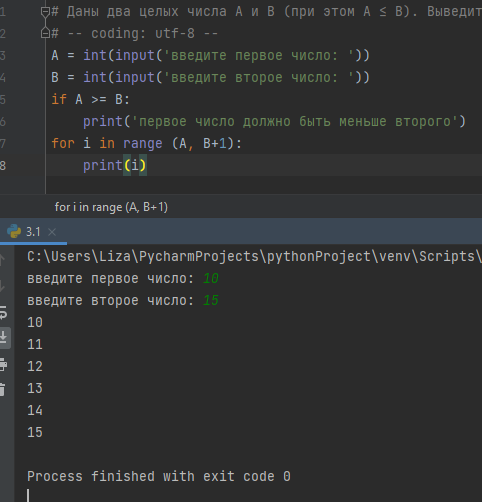 1 # Даны два целых числа A и B (при этом A ≤ B). Выведит
2 # -- coding: utf-8 --
3 A = int(input('введите первое число: '))
4 B = int(input('введите второе число: '))
5 if A >= B:
6 print('первое число должно быть меньше второго')
7 for i in range (A, B+1):
8 print(i)
for i in range (A, B+1)
3.1 ×
C:\Users\Liza\PycharmProjects\pythonProject\venv\Scripts\
введите первое число: 10
введите второе число: 15
10
11
12
13
14
15
Process finished with exit code 0